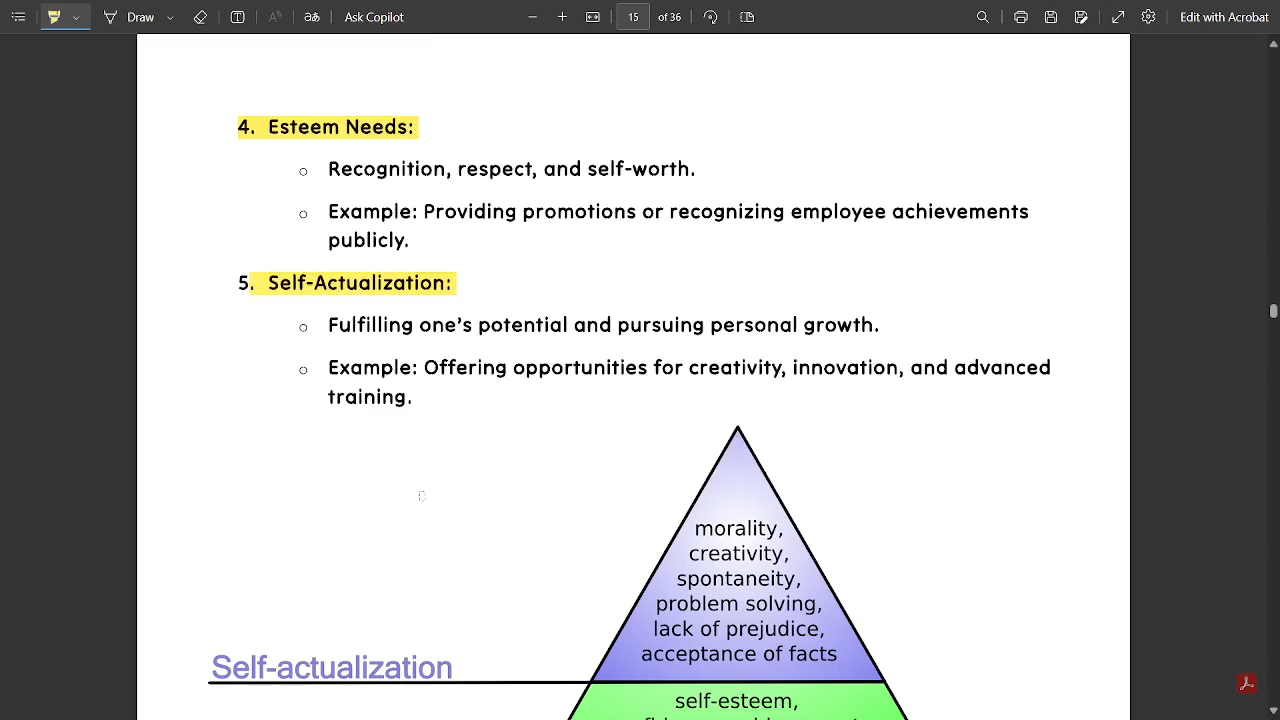 Draw
Ask Copilot
15 of 36
Edit with Acrobat
4. Esteem Needs:
Recognition, respect, and self-worth.
Example: Providing promotions or recognizing employee achievements
publicly.
5. Self-Actualization:
Fulfilling one's potential and pursuing personal growth.
Example: Offering opportunities for creativity, innovation, and advanced
training.
morality,
creativity,
spontaneity,
problem solving,
lack of prejudice,
acceptance of facts
Self-actualization
self-esteem,